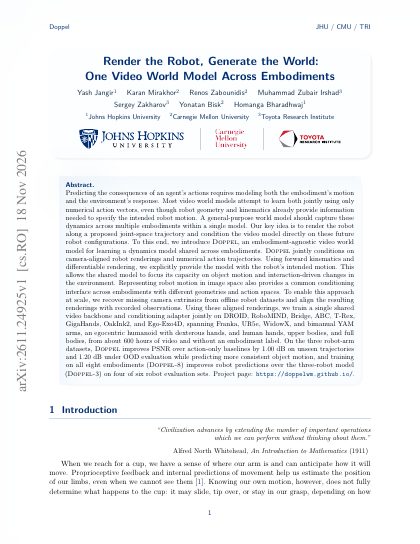 Doppel
JHU / CMU / TRI
Render the Robot, Generate the World:
One Video World Model Across Embodiments
Yash Jangir¹ Karan Mirakhor² Renos Zabounidis² Muhammad Zubair Irshad³
Sergey Zakharov³ Yonatan Bisk² Homanga Bharadhwaj¹
¹Johns Hopkins University ²Carnegie Mellon University ³Toyota Research Institute
JOHNS HOPKINS
UNIVERSITY
Carnegie
Mellon
University
TOYOTA
RESEARCH INSTITUTE
arXiv:2611.24925v1 [cs.RO] 18 Nov 2026
Abstract.
Predicting the consequences of an agent's actions requires modeling both the embodiment's motion
and the environment's response. Most video world models attempt to learn both jointly using only
numerical action vectors, even though robot geometry and kinematics already provide information
needed to specify the intended robot motion. A general-purpose world model should capture these
dynamics across multiple embodiments within a single model. Our key idea is to render the robot
along a proposed joint-space trajectory and condition the video model directly on these future
robot configurations. To this end, we introduce DOPPEL, an embodiment-agnostic video world
model for learning a dynamics model shared across embodiments. DOPPEL jointly conditions on
camera-aligned robot renderings and numerical action trajectories. Using forward kinematics and
differentiable rendering, we explicitly provide the model with the robot's intended motion. This
allows the shared model to focus its capacity on object motion and interaction-driven changes in
the environment. Representing robot motion in image space also provides a common conditioning
interface across embodiments with different geometries and action spaces. To enable this approach
at scale, we recover missing camera extrinsics from offline robot datasets and align the resulting
renderings with recorded observations. Using these aligned renderings, we train a single shared
video backbone and conditioning adapter jointly on DROID, RoboMIND, Bridge, ABC, T-Rex,
GigaHands, OakInk2, and Ego-Exo4D, spanning Franka, UR5e, WidowX, and bimanual YAM
arms, an egocentric humanoid with dexterous hands, and human hands, upper bodies, and full
bodies, from about 600 hours of video and without an embodiment label. On the three robot-arm
datasets, DOPPEL improves PSNR over action-only baselines by 1.00 dB on unseen trajectories
and 1.20 dB under OOD evaluation while predicting more consistent object motion, and training
on all eight embodiments (DOPPEL-8) improves robot predictions over the three-robot model
(DOPPEL-3) on four of six robot evaluation sets. Project page: https://doppelwm.github.io/.
1 Introduction
"Civilization advances by extending the number of important operations
which we can perform without thinking about them."
Alfred North Whitehead, An Introduction to Mathematics (1911)
When we reach for a cup, we have a sense of where our arm is and can anticipate how it will
move. Proprioceptive feedback and internal predictions of movement help us estimate the position
of our limbs, even when we cannot see them [1]. Knowing our own motion, however, does not fully
determine what happens to the cup: it may slide, tip over, or stay in our grasp, depending on how
1